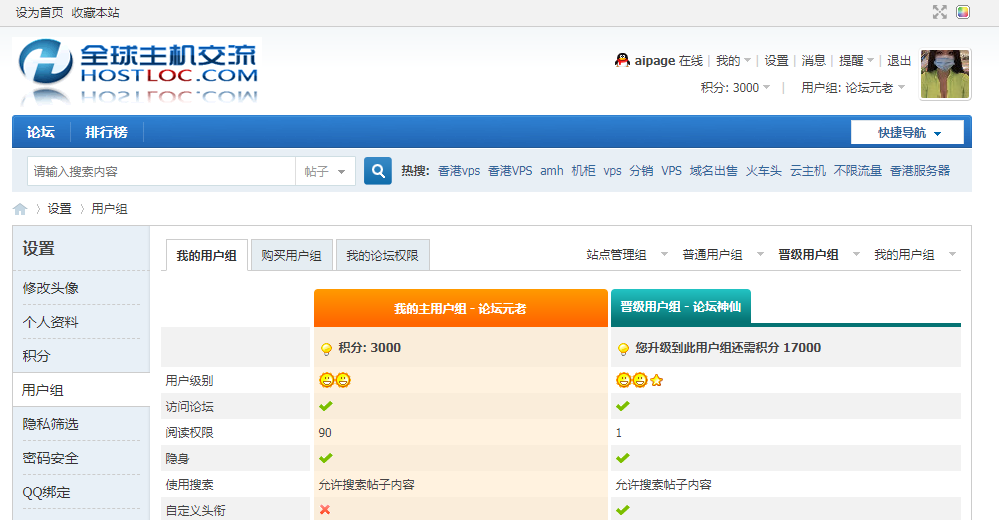 设为首页 收藏本站
全球主机交流
HOSTLOC.COM
aipage 在线 | 我的 | 设置 | 消息 | 提醒 | 退出
积分: 3000 | 用户组: 论坛元老
论坛 排行榜 快捷导航
请输入搜索内容 帖子 热搜: 香港vps 香港VPS amh 机柜 vps 分销 VPS 域名出售 火车头 云主机 不限流量 香港服务器
设置 用户组
设置
修改头像
个人资料
积分
用户组
隐私筛选
密码安全
QQ绑定
我的用户组 购买用户组 我的论坛权限 站点管理组 普通用户组 晋级用户组 我的用户组
我的主用户组 - 论坛元老 晋级用户组 - 论坛神仙
积分: 3000 您升级到此用户组还需积分 17000
用户级别
访问论坛
阅读权限 90 1
隐身
使用搜索 允许搜索帖子内容 允许搜索帖子内容
自定义头衔